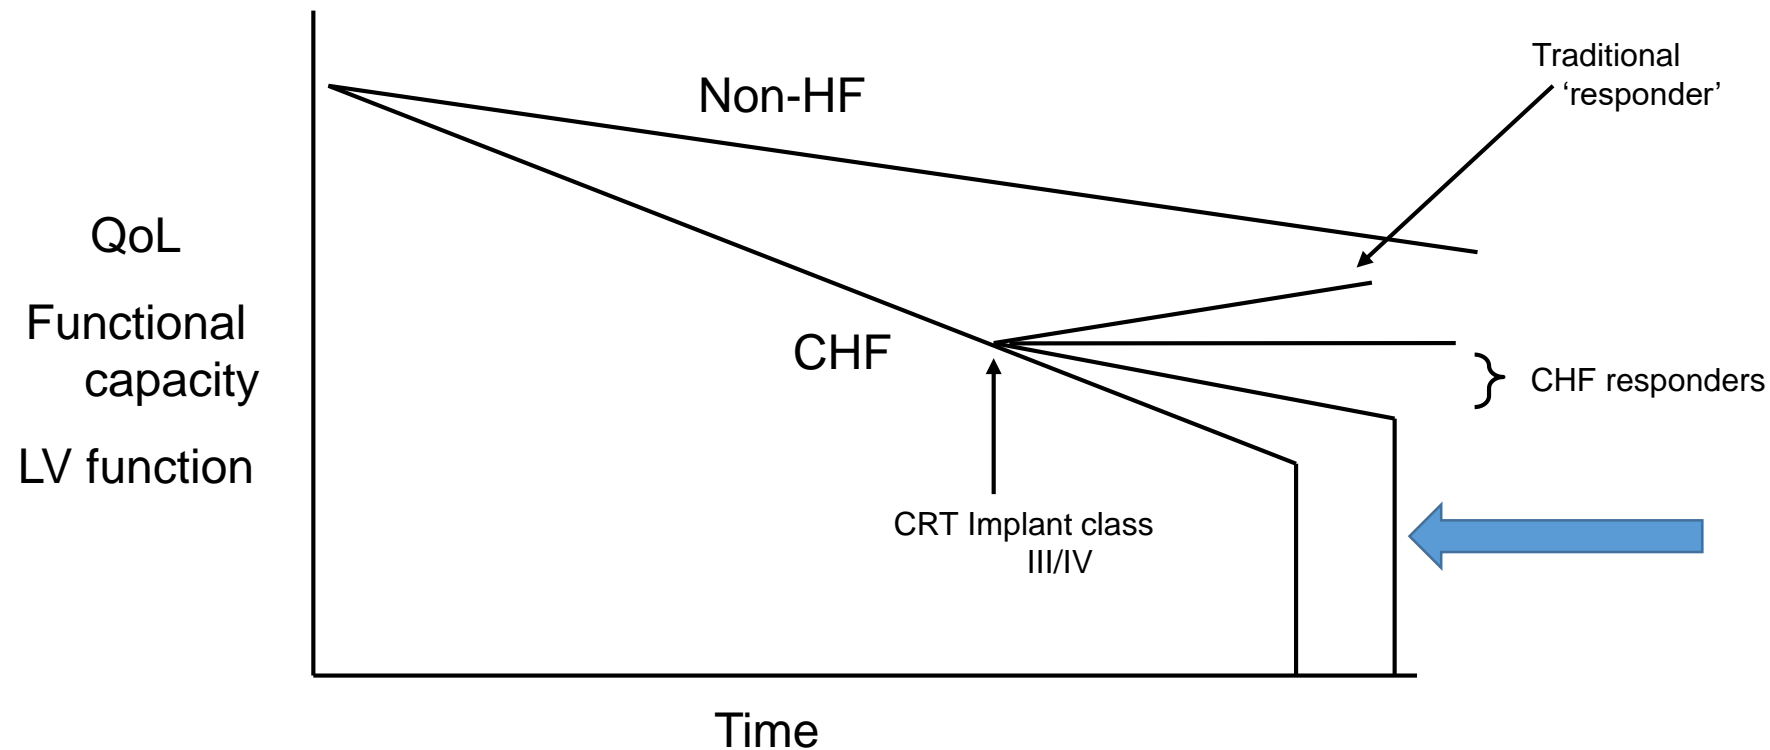 Traditional
‘responder’
Non-HF
QoL
Functional
capacity
LV function
CHF
CHF responders
CRT Implant class
III/IV
Time